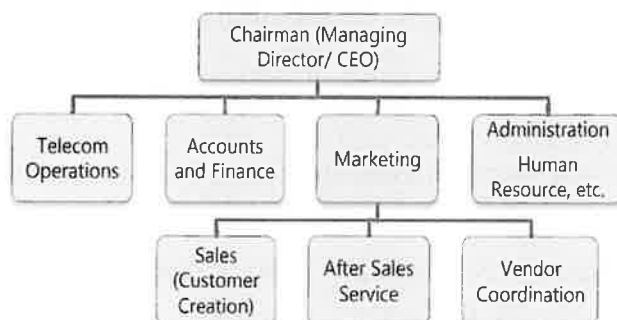 Chairman (Managing
Director/ CEO)
Telecom
Operations
Accounts
and Finance
Marketing
Administration
Human
Resource, etc.
Sales
(Customer
Creation)
After Sales
Service
Vendor
Coordination